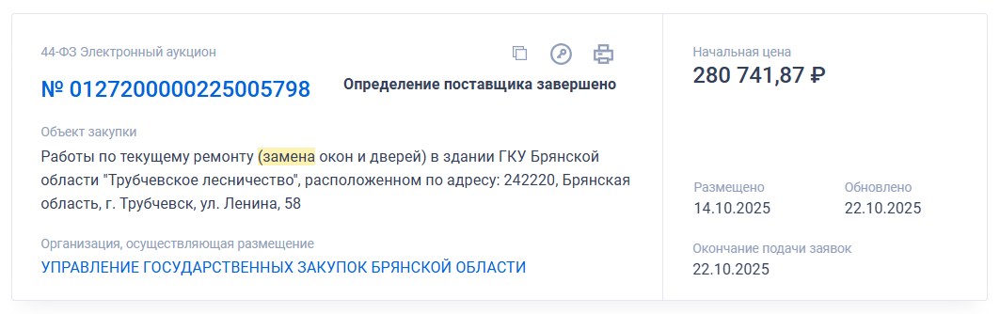 44-ФЗ Электронный аукцион
№ 0127200000225005798
Определение поставщика завершено
Объект закупки
Работы по текущему ремонту (замена окон и дверей) в здании ГКУ Брянской
области "Трубчевское лесничество", расположенном по адресу: 242220, Брянская
область, г. Трубчевск, ул. Ленина, 58
Организация, осуществляющая размещение
УПРАВЛЕНИЕ ГОСУДАРСТВЕННЫХ ЗАКУПОК БРЯНСКОЙ ОБЛАСТИ
Начальная цена
280 741,87 ₽
Размещено
14.10.2025
Обновлено
22.10.2025
Окончание подачи заявок
22.10.2025